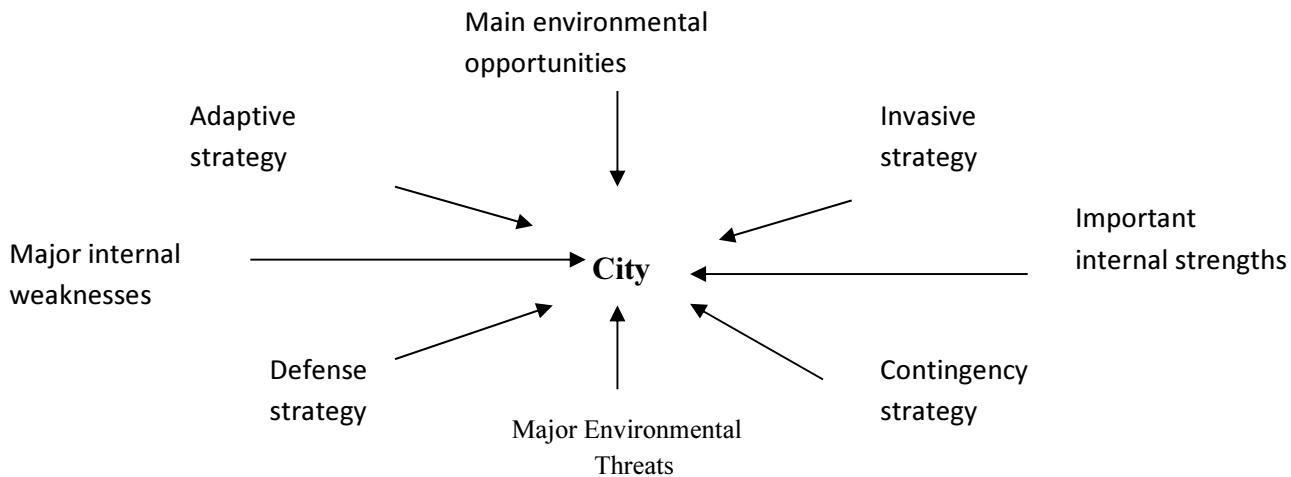 Main environmental
opportunities
Adaptive
strategy
Invasive
strategy
Important
internal strengths
Major internal
weaknesses
City
Defense
strategy
Contingency
strategy
Major Environmental
Threats